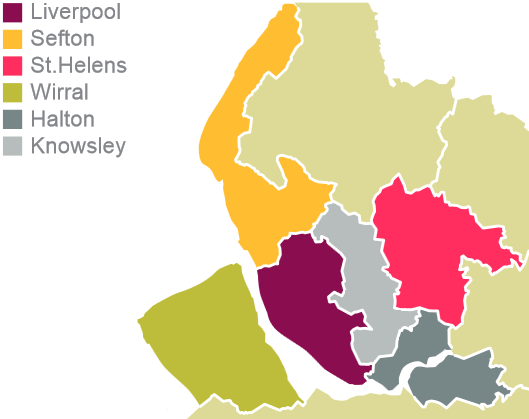 Liverpool
Sefton
St.Helens
Wirral
Halton
Knowsley